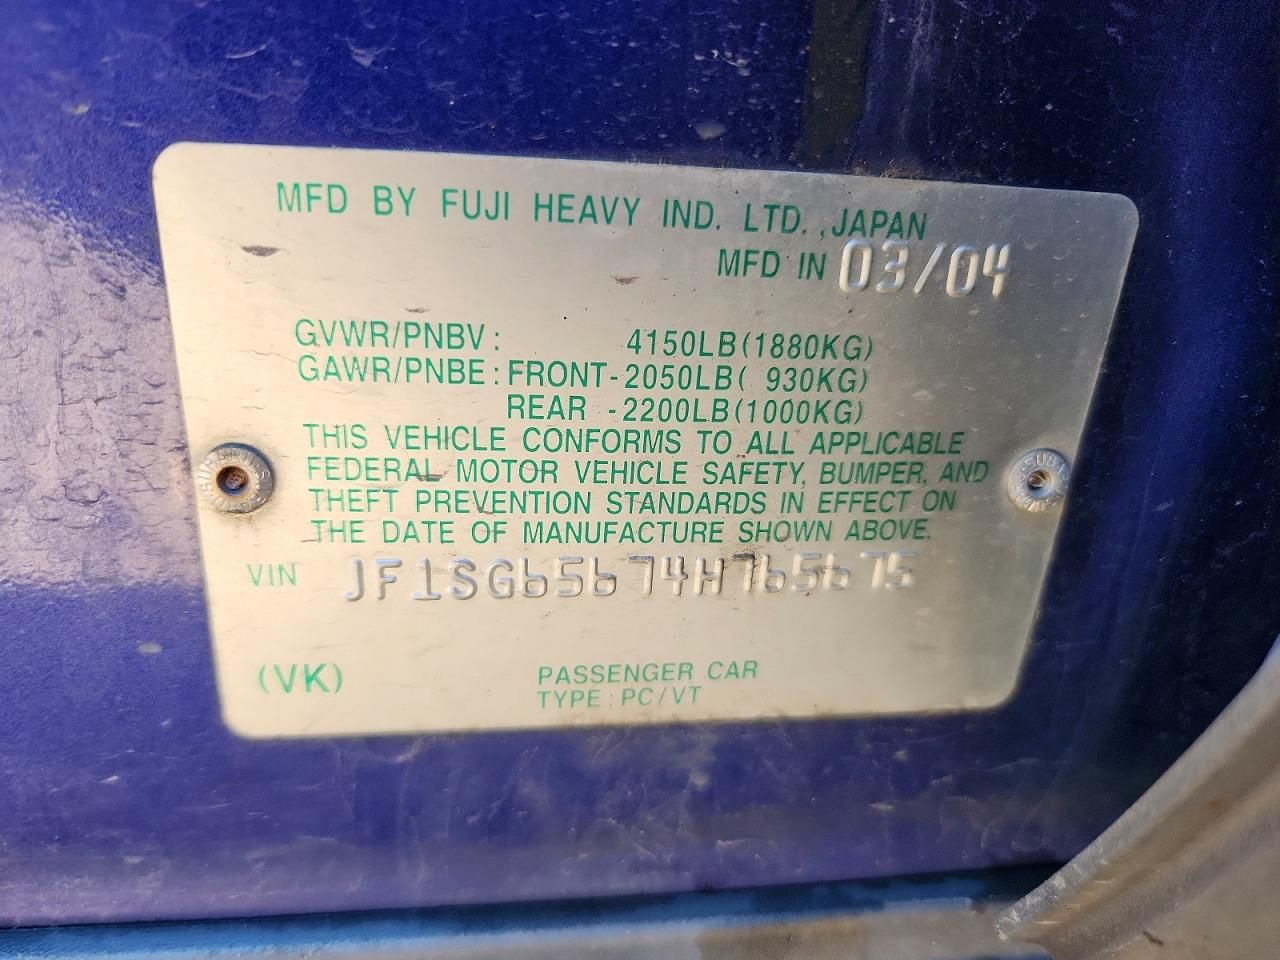 MFD BY FUJI HEAVY IND. LTD., JAPAN
MFD IN 03/04
GVWR/PNBV: 4150LB(1880KG)
GAWR/PNBE: FRONT-2050LB( 930KG)
REAR -2200LB(1000KG)
THIS VEHICLE CONFORMS TO ALL APPLICABLE
FEDERAL MOTOR VEHICLE SAFETY, BUMPER, AND
THEFT PREVENTION STANDARDS IN EFFECT ON
THE DATE OF MANUFACTURE SHOWN ABOVE.
VIN JF1SG65674H765675
(VK) PASSENGER CAR
TYPE: PC/VT